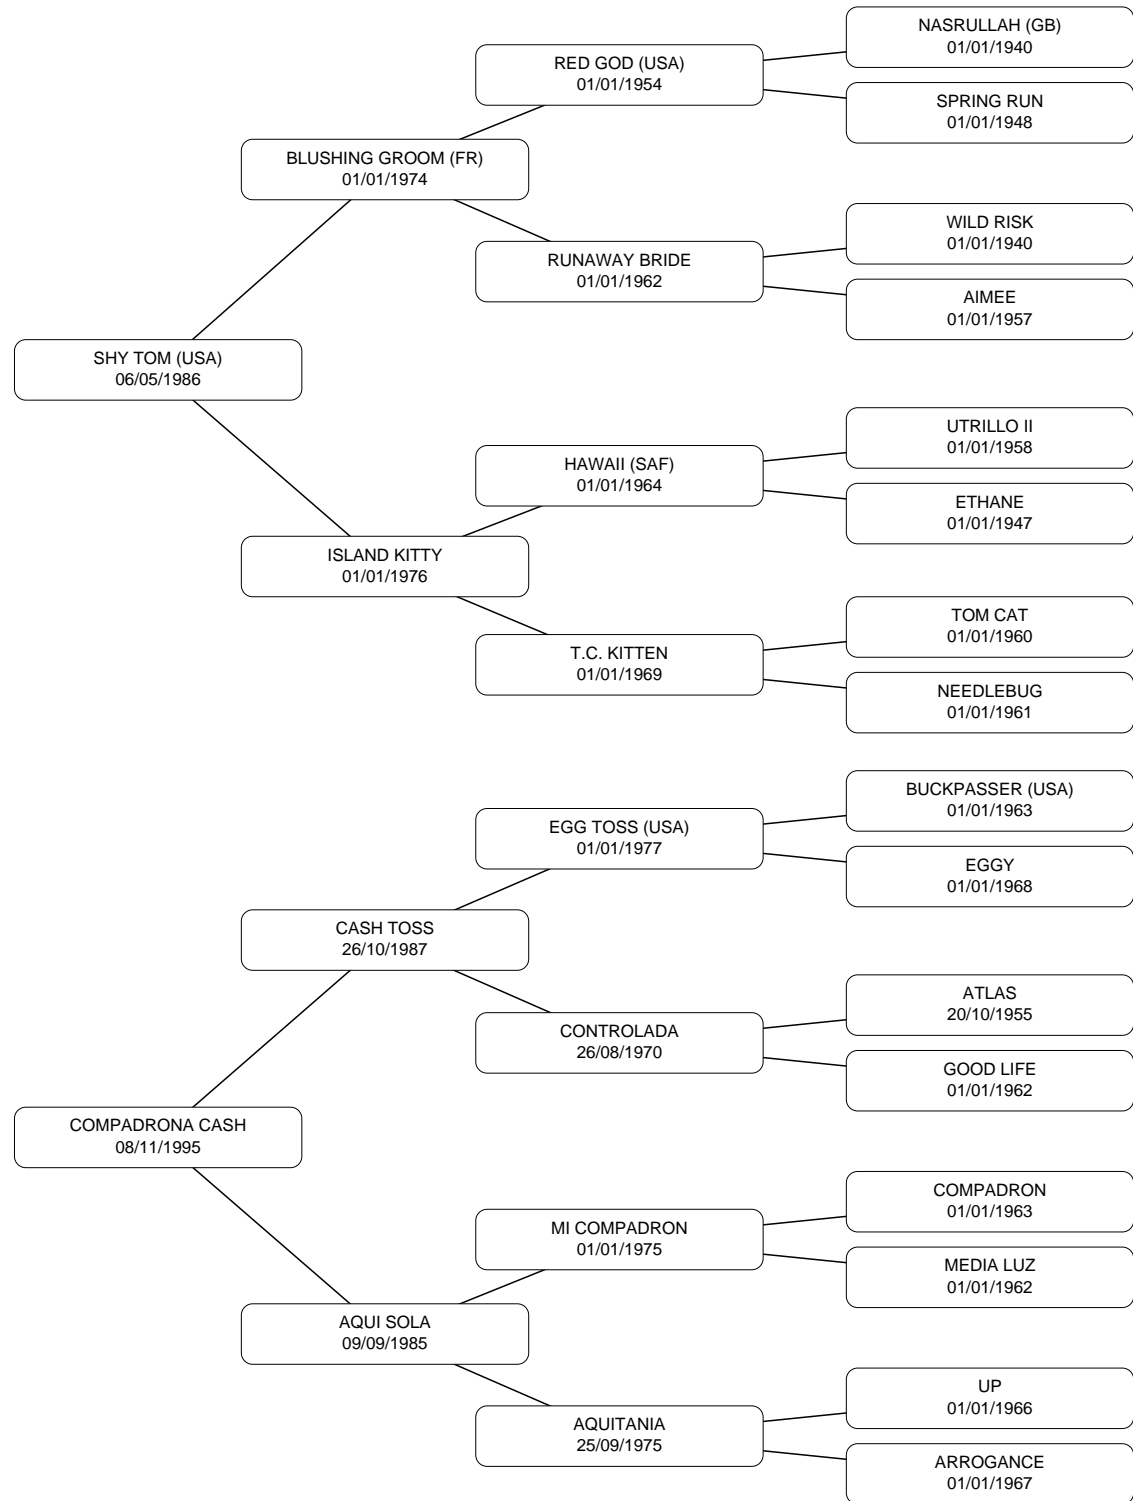 NASRULLAH (GB)
01/01/1940
RED GOD (USA)
01/01/1954
SPRING RUN
01/01/1948
BLUSHING GROOM (FR)
01/01/1974
WILD RISK
01/01/1940
RUNAWAY BRIDE
01/01/1962
AIMEE
01/01/1957
SHY TOM (USA)
06/05/1986
UTRILLO II
01/01/1958
HAWAII (SAF)
01/01/1964
ETHANE
01/01/1947
ISLAND KITTY
01/01/1976
TOM CAT
01/01/1960
T.C. KITTEN
01/01/1969
NEEDLEBUG
01/01/1961
BUCKPASSER (USA)
01/01/1963
EGG TOSS (USA)
01/01/1977
EGGY
01/01/1968
CASH TOSS
26/10/1987
ATLAS
20/10/1955
CONTROLADA
26/08/1970
GOOD LIFE
01/01/1962
COMPADRONA CASH
08/11/1995
COMPADRON
01/01/1963
MI COMPADRON
01/01/1975
MEDIA LUZ
01/01/1962
AQUI SOLA
09/09/1985
UP
01/01/1966
AQUITANIA
25/09/1975
ARROGANCE
01/01/1967